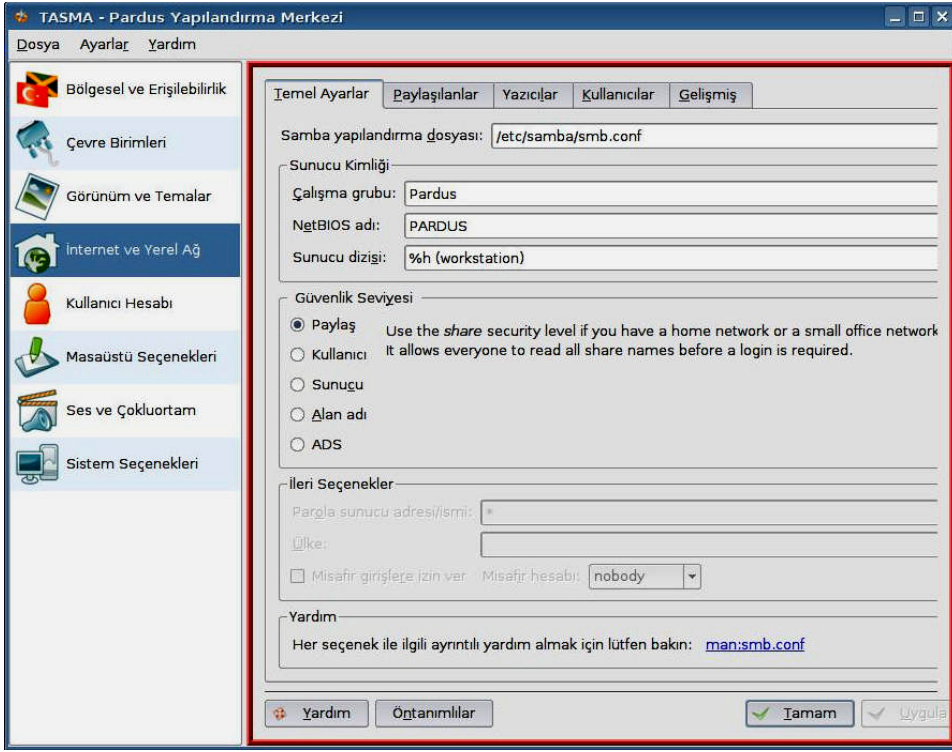 TASMA - Pardus Yapılandırma Merkezi
Dosya Ayarlar Yardım
Bölgesel ve Erişilebilirlik
Çevre Birimleri
Görünüm ve Temalar
İnternet ve Yerel Ağ
Kullanıcı Hesabı
Masaüstü Seçenekleri
Ses ve Çokluortam
Sistem Seçenekleri
Temel Ayarlar Paylaşılanlar Yazıcılar Kullanıcılar Gelişmiş
Samba yapılandırma dosyası: /etc/samba/smb.conf
Sunucu Kimliği
Çalışma grubu: Pardus
NetBIOS adı: PARDUS
Sunucu dizisi: %h (workstation)
Güvenlik Seviyesi
Paylaş
Kullanıcı
Sunucu
Alan adı
ADS
Use the share security level if you have a home network or a small office network
It allows everyone to read all share names before a login is required.
İleri Seçenekler
Parola sunucu adresi/ismi: *
Ülke:
Misafir girişlere izin ver Misafir hesabı: nobody
Yardım
Her seçenek ile ilgili ayrıntılı yardım almak için lütfen bakın: man:smb.conf
Yardım Öntanımlılar Tamam Uygula